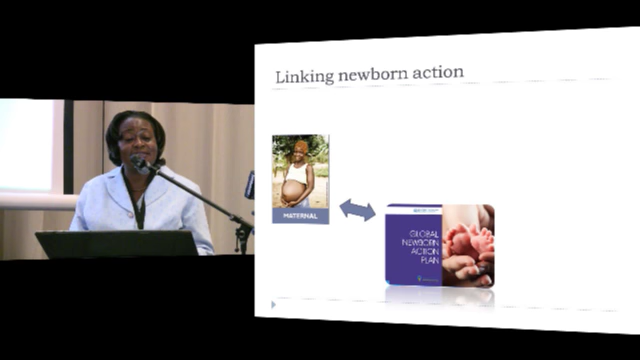 Linking newborn action
MATERNAL
GLOBAL
NEWBORN
ACTION
PLAN